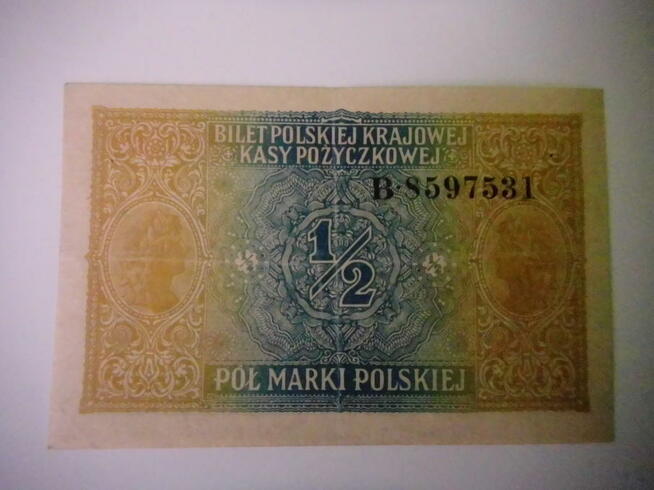 BILET POLSKIEJ KRAJOWEJ
KASY POŻYCZKOWEJ
B·8597531
1/2
PÓŁ MARKI POLSKIEJ